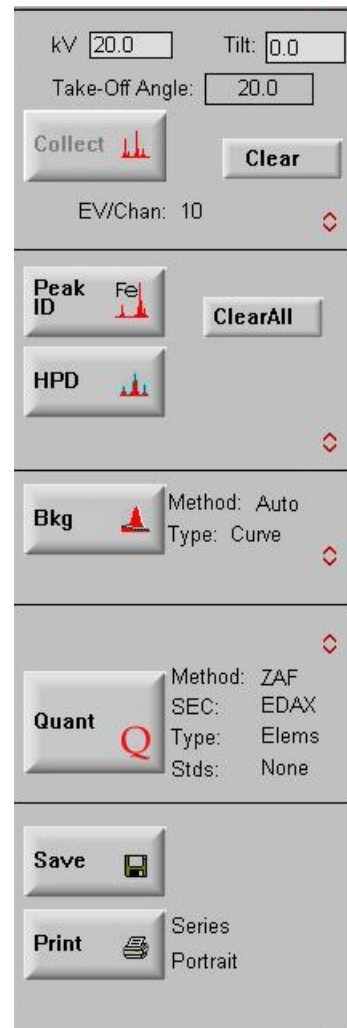 kV 20.0 Tilt: 0.0
Take-Off Angle: 20.0
Collect Clear
EV/Chan: 10
Peak ID Fe ClearAll
HPD
Bkg Method: Auto
Type: Curve
Method: ZAF
Quant SEC: EDAX
Q Type: Elems
Stds: None
Save
Print Series
Portrait